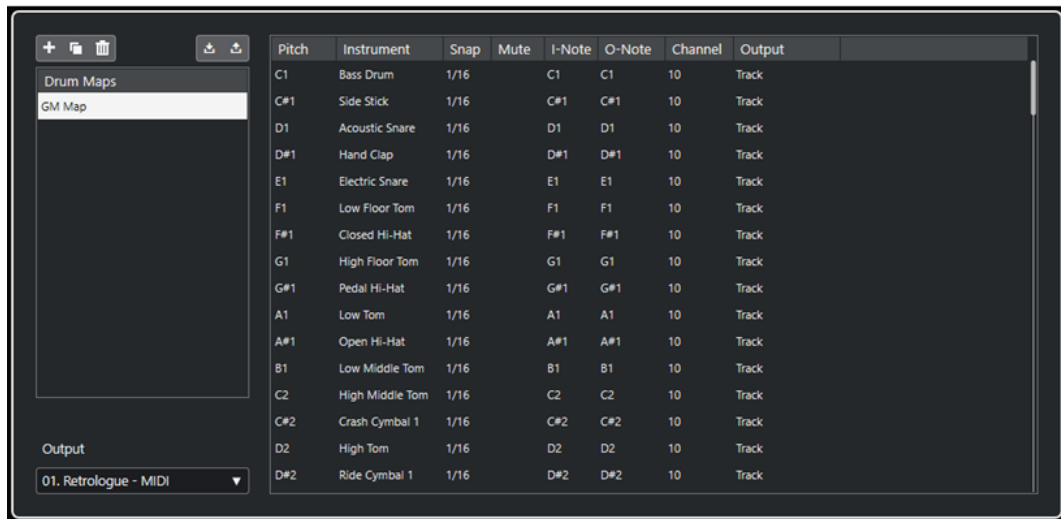 Drum Maps
GM Map
Output
01. Retrologue - MIDI
Pitch Instrument Snap Mute I-Note O-Note Channel Output
C1 Bass Drum 1/16 C1 C1 10 Track
C#1 Side Stick 1/16 C#1 C#1 10 Track
D1 Acoustic Snare 1/16 D1 D1 10 Track
D#1 Hand Clap 1/16 D#1 D#1 10 Track
E1 Electric Snare 1/16 E1 E1 10 Track
F1 Low Floor Tom 1/16 F1 F1 10 Track
F#1 Closed Hi-Hat 1/16 F#1 F#1 10 Track
G1 High Floor Tom 1/16 G1 G1 10 Track
G#1 Pedal Hi-Hat 1/16 G#1 G#1 10 Track
A1 Low Tom 1/16 A1 A1 10 Track
A#1 Open Hi-Hat 1/16 A#1 A#1 10 Track
B1 Low Middle Tom 1/16 B1 B1 10 Track
C2 High Middle Tom 1/16 C2 C2 10 Track
C#2 Crash Cymbal 1 1/16 C#2 C#2 10 Track
D2 High Tom 1/16 D2 D2 10 Track
D#2 Ride Cymbal 1 1/16 D#2 D#2 10 Track